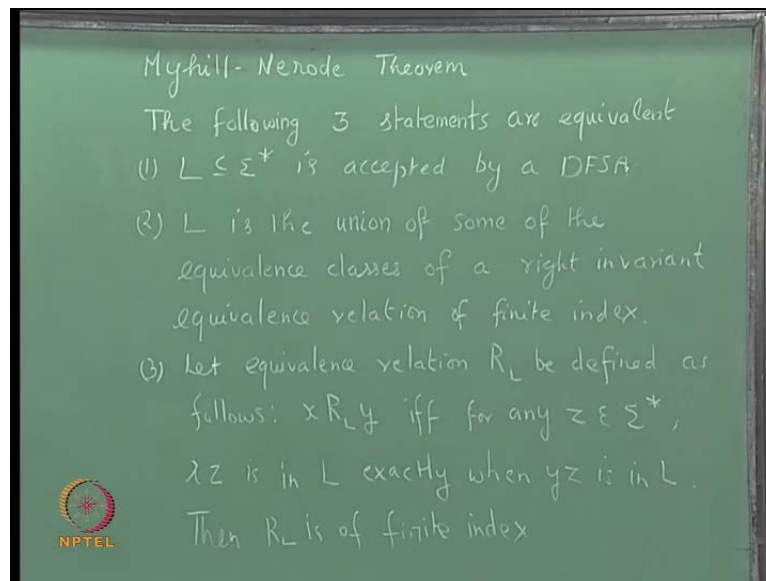 Myhill-Nerode Theorem
The following 3 statements are equivalent
(1) L ⊆ Σ* is accepted by a DFSA.
(2) L is the union of some of the
equivalence classes of a right invariant
equivalence relation of finite index.
(3) Let equivalence relation R_L be defined as
follows: x R_L y iff for any z ε Σ*,
xz is in L exactly when yz is in L.
Then R_L is of finite index
NPTEL